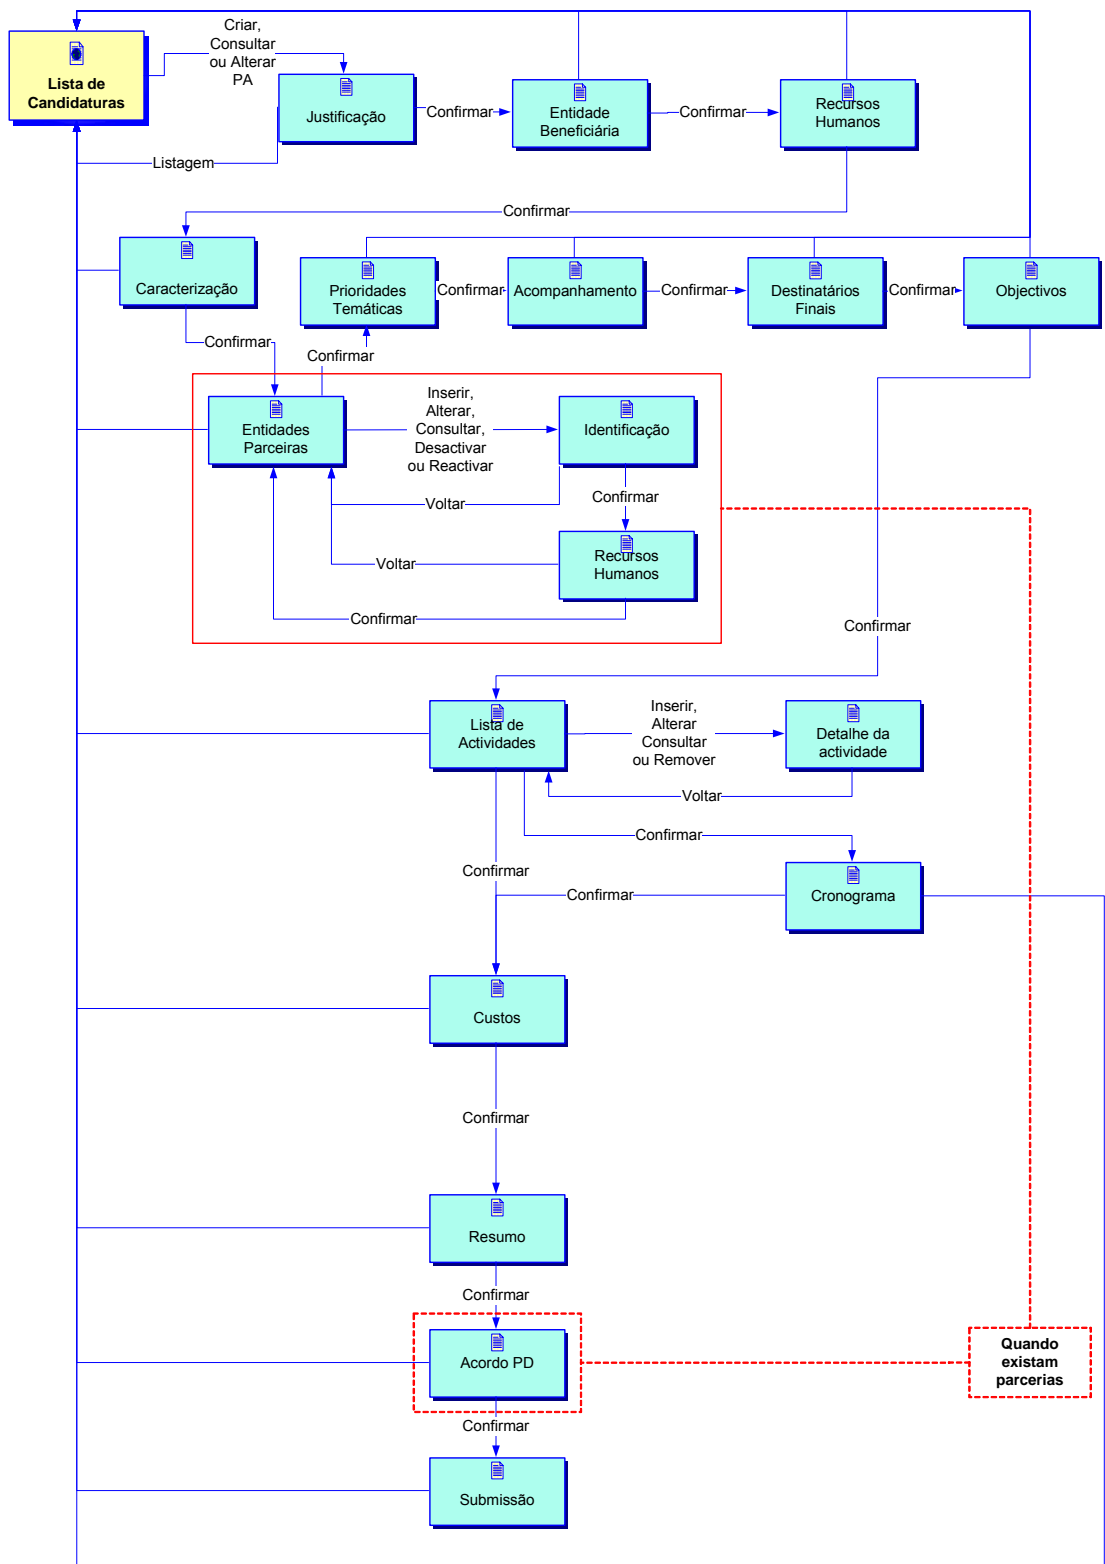 Lista de
Candidaturas
Criar,
Consultar
ou Alterar
PA
Justificação
Confirmar
Entidade
Beneficiária
Confirmar
Recursos
Humanos
Listagem
Confirmar
Caracterização
Prioridades
Temáticas
Confirmar
Acompanhamento
Confirmar
Destinatários
Finais
Confirmar
Objectivos
Confirmar
Confirmar
Entidades
Parceiras
Inserir,
Alterar,
Consultar,
Desactivar
ou Reactivar
Identificação
Voltar
Confirmar
Voltar
Recursos
Humanos
Confirmar
Confirmar
Lista de
Actividades
Inserir,
Alterar
Consultar
ou Remover
Detalhe da
actividade
Voltar
Confirmar
Confirmar
Confirmar
Cronograma
Custos
Confirmar
Resumo
Confirmar
Acordo PD
Quando
existam
parcerias
Confirmar
Submissão